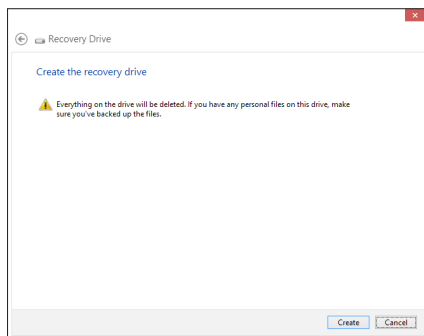 Recovery Drive
Create the recovery drive
Everything on the drive will be deleted. If you have any personal files on this drive, make
sure you've backed up the files.
Create Cancel